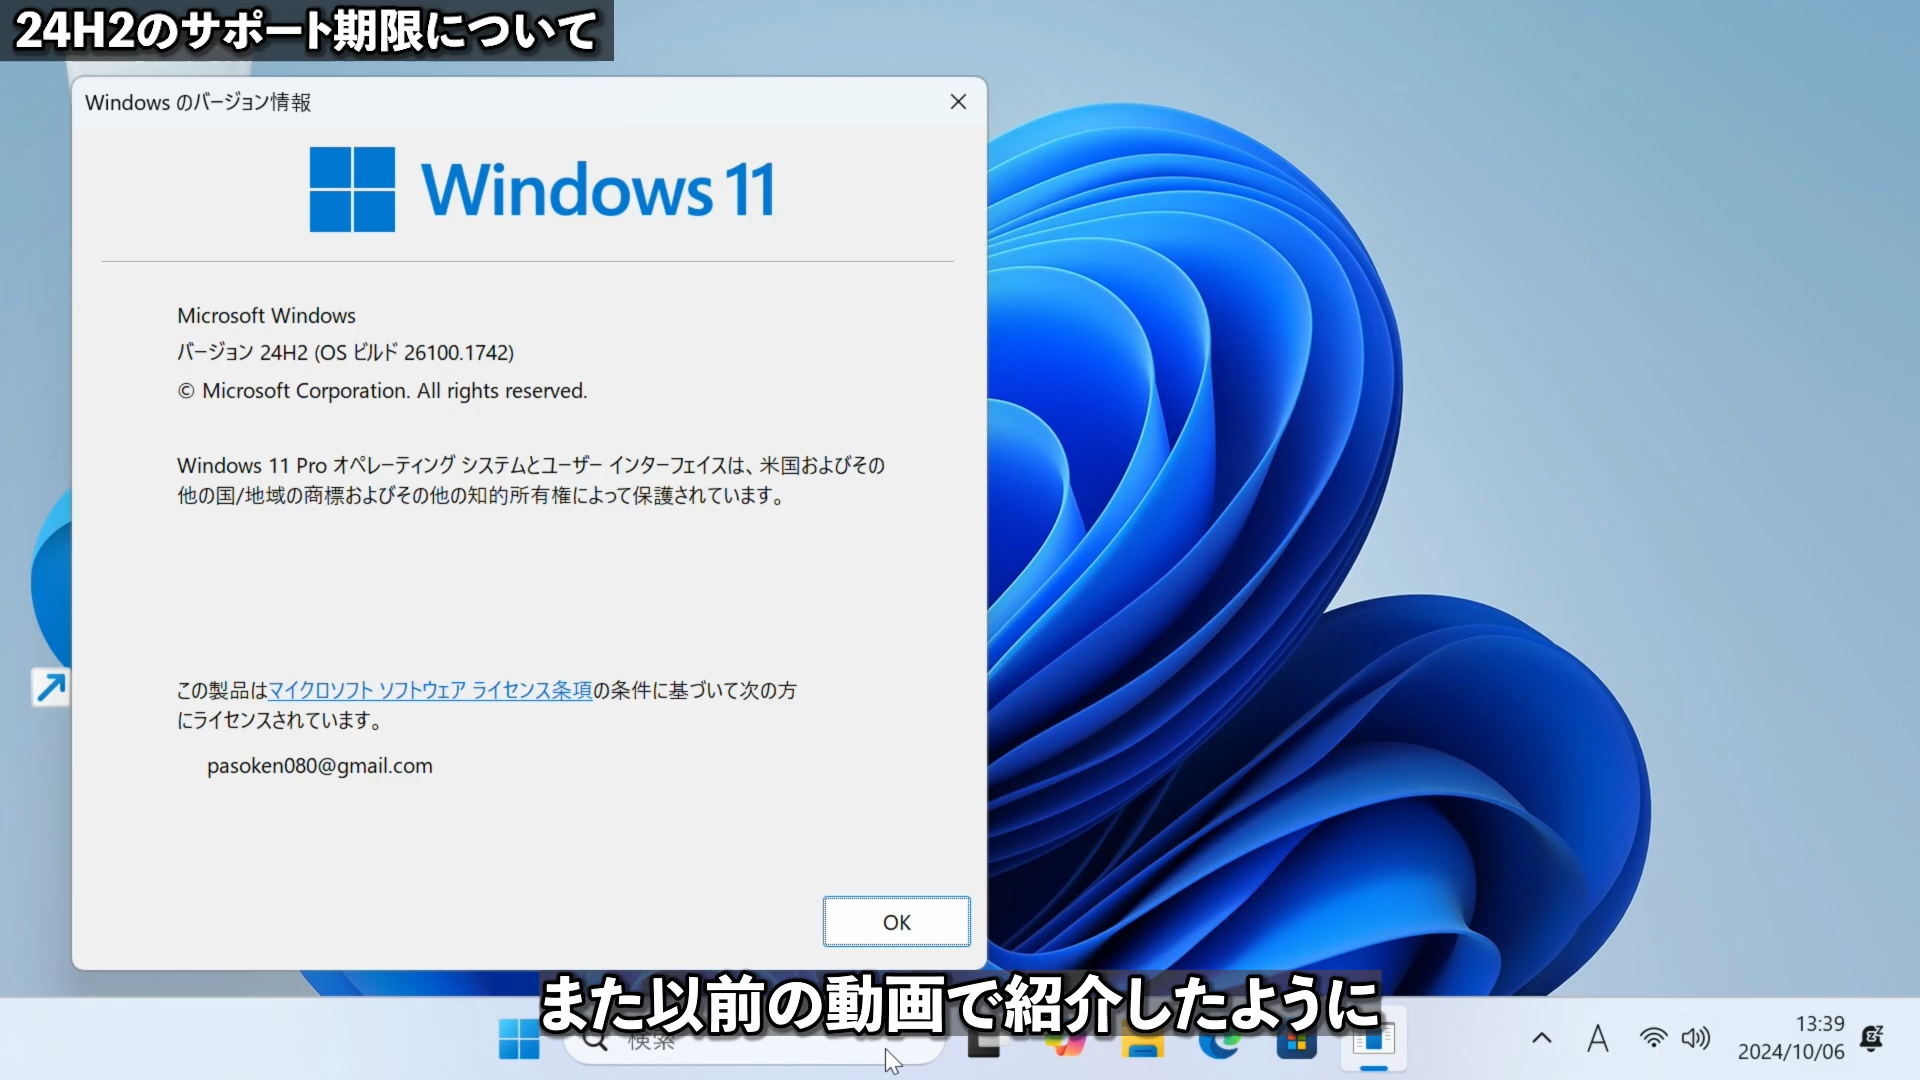 24H2のサポート期限について
Windows のバージョン情報
Windows 11
Microsoft Windows
バージョン 24H2 (OS ビルド 26100.1742)
© Microsoft Corporation. All rights reserved.
Windows 11 Pro オペレーティング システムとユーザー インターフェイスは、米国およびその
他の国/地域の商標およびその他の知的所有権によって保護されています。
この製品はマイクロソフト ソフトウェア ライセンス条項の条件に基づいて次の方
にライセンスされています。
pasoken080@gmail.com
OK
また以前の動画で紹介したように
検索
A
13:39
2024/10/06